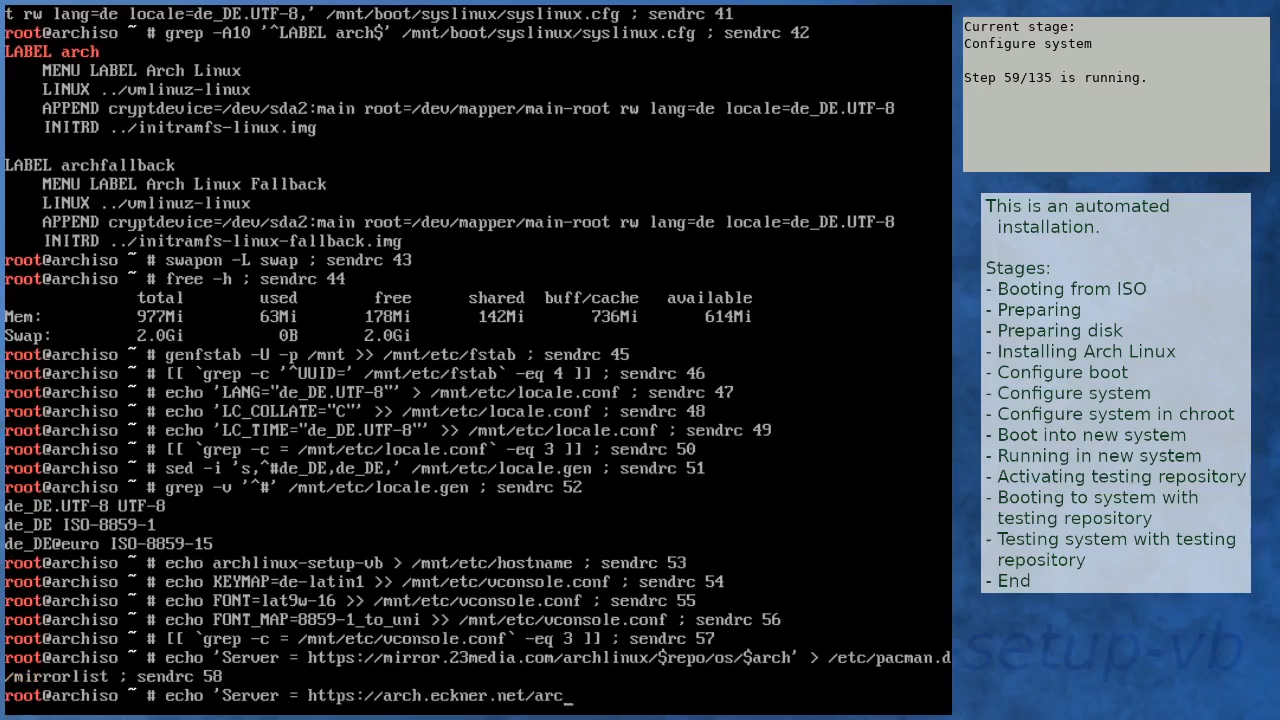 t rw lang=de locale=de_DE.UTF-8,' /mnt/boot/syslinux/syslinux.cfg ; sendrc 41
root@archiso ~ # grep -A10 '^LABEL arch$' /mnt/boot/syslinux/syslinux.cfg ; sendrc 42
LABEL arch
    MENU LABEL Arch Linux
    LINUX ../vmlinuz-linux
    APPEND cryptdevice=/dev/sda2:main root=/dev/mapper/main-root rw lang=de locale=de_DE.UTF-8
    INITRD ../initramfs-linux.img

LABEL archfallback
    MENU LABEL Arch Linux Fallback
    LINUX ../vmlinuz-linux
    APPEND cryptdevice=/dev/sda2:main root=/dev/mapper/main-root rw lang=de locale=de_DE.UTF-8
    INITRD ../initramfs-linux-fallback.img
root@archiso ~ # swapon -L swap ; sendrc 43
root@archiso ~ # free -h ; sendrc 44
              total        used        free      shared  buff/cache   available
Mem:          977Mi        63Mi       178Mi       142Mi       736Mi       614Mi
Swap:         2.0Gi          0B       2.0Gi
root@archiso ~ # genfstab -U -p /mnt >> /mnt/etc/fstab ; sendrc 45
root@archiso ~ # [[ `grep -c '^UUID=' /mnt/etc/fstab` -eq 4 ]] ; sendrc 46
root@archiso ~ # echo 'LANG="de_DE.UTF-8"' > /mnt/etc/locale.conf ; sendrc 47
root@archiso ~ # echo 'LC_COLLATE="C"' >> /mnt/etc/locale.conf ; sendrc 48
root@archiso ~ # echo 'LC_TIME="de_DE.UTF-8"' >> /mnt/etc/locale.conf ; sendrc 49
root@archiso ~ # [[ `grep -c = /mnt/etc/locale.conf` -eq 3 ]] ; sendrc 50
root@archiso ~ # sed -i 's,^#de_DE,de_DE,' /mnt/etc/locale.gen ; sendrc 51
root@archiso ~ # grep -v '^#' /mnt/etc/locale.gen ; sendrc 52
de_DE.UTF-8 UTF-8
de_DE ISO-8859-1
de_DE@euro ISO-8859-15
root@archiso ~ # echo archlinux-setup-vb > /mnt/etc/hostname ; sendrc 53
root@archiso ~ # echo KEYMAP=de-latin1 >> /mnt/etc/vconsole.conf ; sendrc 54
root@archiso ~ # echo FONT=lat9w-16 >> /mnt/etc/vconsole.conf ; sendrc 55
root@archiso ~ # echo FONT_MAP=8859-1_to_uni >> /mnt/etc/vconsole.conf ; sendrc 56
root@archiso ~ # [[ `grep -c = /mnt/etc/vconsole.conf` -eq 3 ]] ; sendrc 57
root@archiso ~ # echo 'Server = https://mirror.23media.com/archlinux/$repo/os/$arch' > /etc/pacman.d
/mirrorlist ; sendrc 58
root@archiso ~ # echo 'Server = https://arch.eckner.net/arc_
Current stage:
Configure system

Step 59/135 is running.
This is an automated
installation.

Stages:
- Booting from ISO
- Preparing
- Preparing disk
- Installing Arch Linux
- Configure boot
- Configure system
- Configure system in chroot
- Boot into new system
- Running in new system
- Activating testing repository
- Booting to system with
testing repository
- Testing system with testing
repository
- End
setup-vb